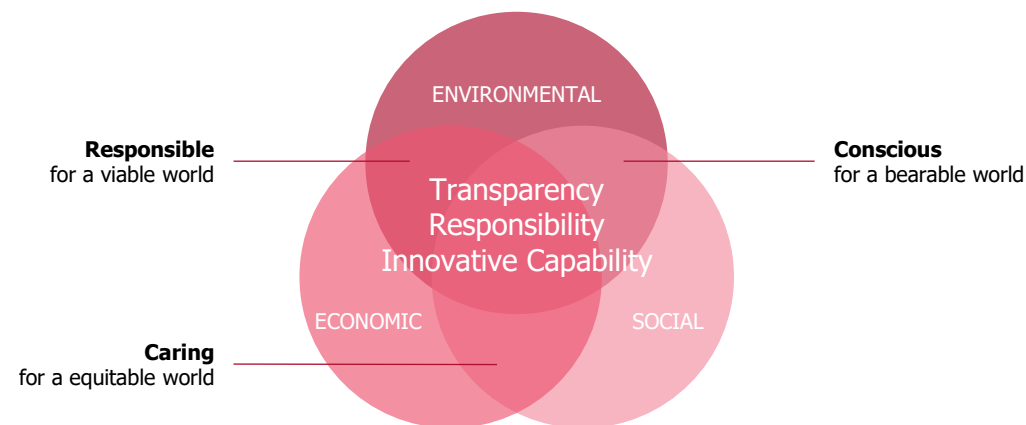 ENVIRONMENTAL
Responsible
for a viable world
Conscious
for a bearable world
Transparency
Responsibility
Innovative Capability
ECONOMIC
SOCIAL
Caring
for a equitable world